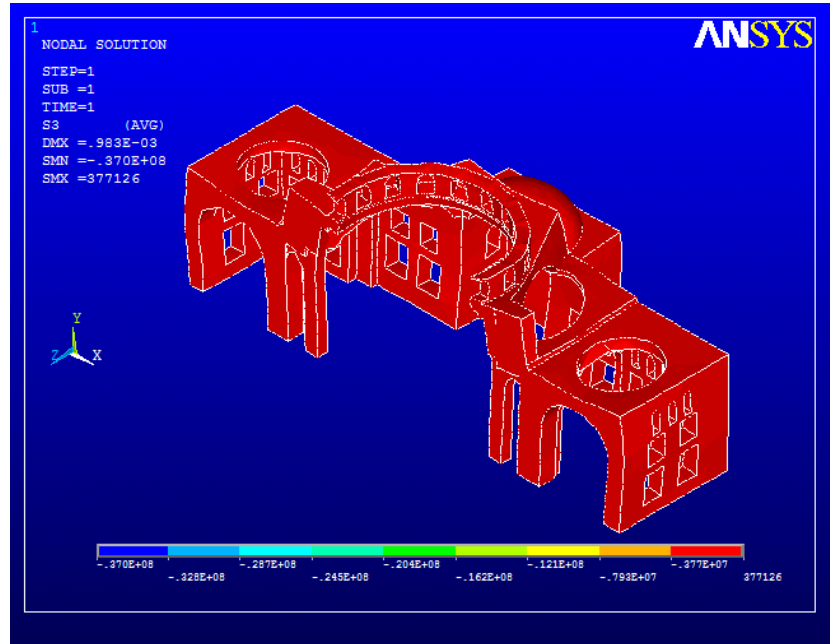 1
ANSYS
NODAL SOLUTION
STEP=1
SUB =1
TIME=1
S3 (AVG)
DMX =.983E-03
SMN =-.370E+08
SMX =377126
Y
Z X
-.370E+08 -.287E+08 -.204E+08 -.121E+08 -.377E+07
-.328E+08 -.245E+08 -.162E+08 -.793E+07 377126